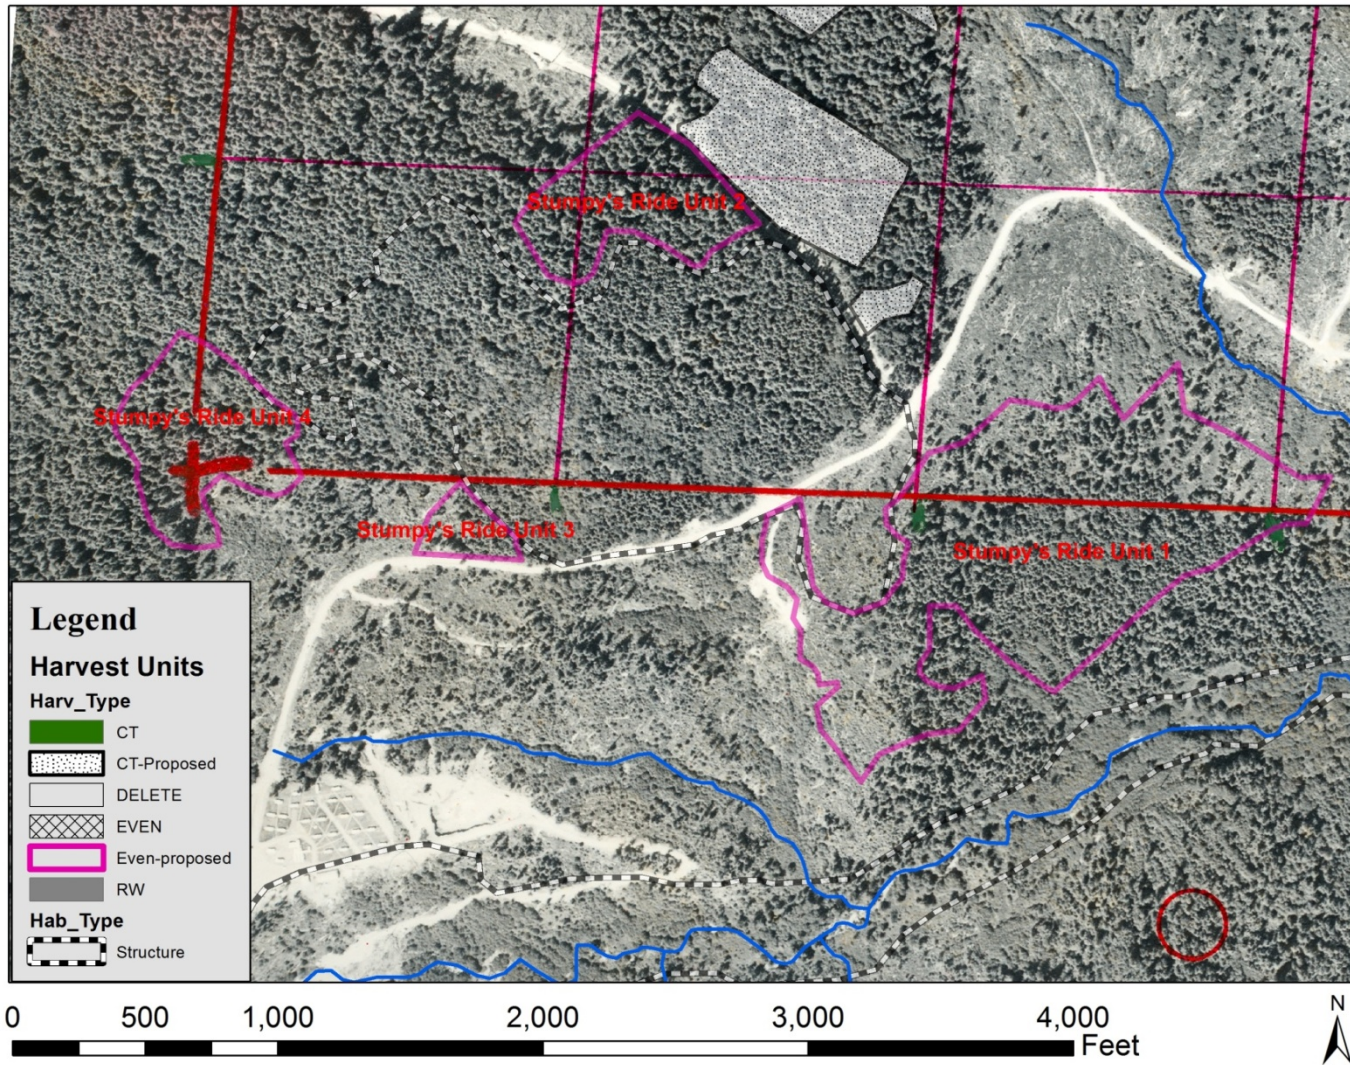 Stumpy's Ride Unit 2
Stumpy's Ride Unit 4
Stumpy's Ride Unit 3
Stumpy's Ride Unit 1
Legend
Harvest Units
Harv_Type
CT
CT-Proposed
DELETE
EVEN
Even-proposed
RW
Hab_Type
Structure
0 500 1,000 2,000 3,000 4,000
Feet
N